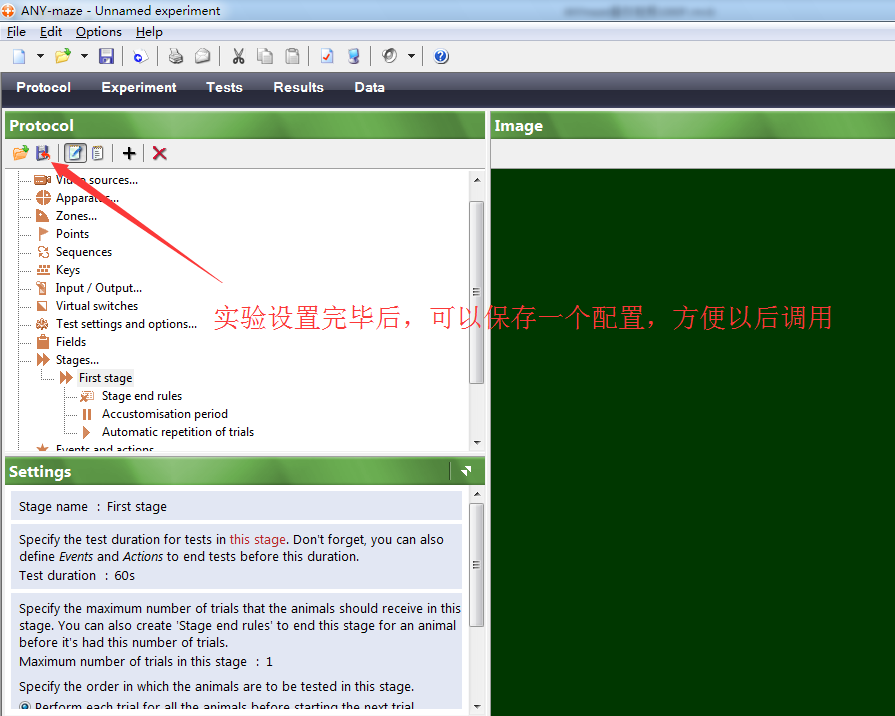 ANY-maze - Unnamed experiment
File Edit Options Help
Protocol Experiment Tests Results Data
Protocol
Image
Video sources...
Apparatus...
Zones...
Points
Sequences
Keys
Input / Output...
Virtual switches
Test settings and options...
Fields
Stages...
First stage
Stage end rules
Accustomisation period
Automatic repetition of trials
Events and actions
实验设置完毕后，可以保存一个配置，方便以后调用
Settings
Stage name : First stage
Specify the test duration for tests in this stage. Don't forget, you can also
define Events and Actions to end tests before this duration.
Test duration : 60s
Specify the maximum number of trials that the animals should receive in this
stage. You can also create 'Stage end rules' to end this stage for an animal
before it's had this number of trials.
Maximum number of trials in this stage : 1
Specify the order in which the animals are to be tested in this stage.
Perform each trial for all the animals before starting the next trial